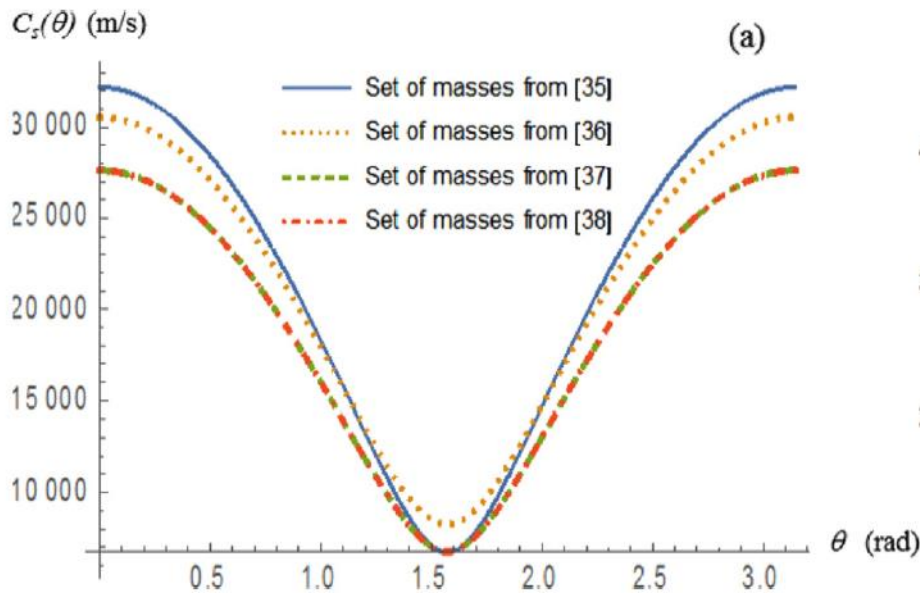 C_s(θ) (m/s)
(a)
Set of masses from [35]
Set of masses from [36]
Set of masses from [37]
Set of masses from [38]
30 000
25 000
20 000
15 000
10 000
θ (rad)
0.5 1.0 1.5 2.0 2.5 3.0